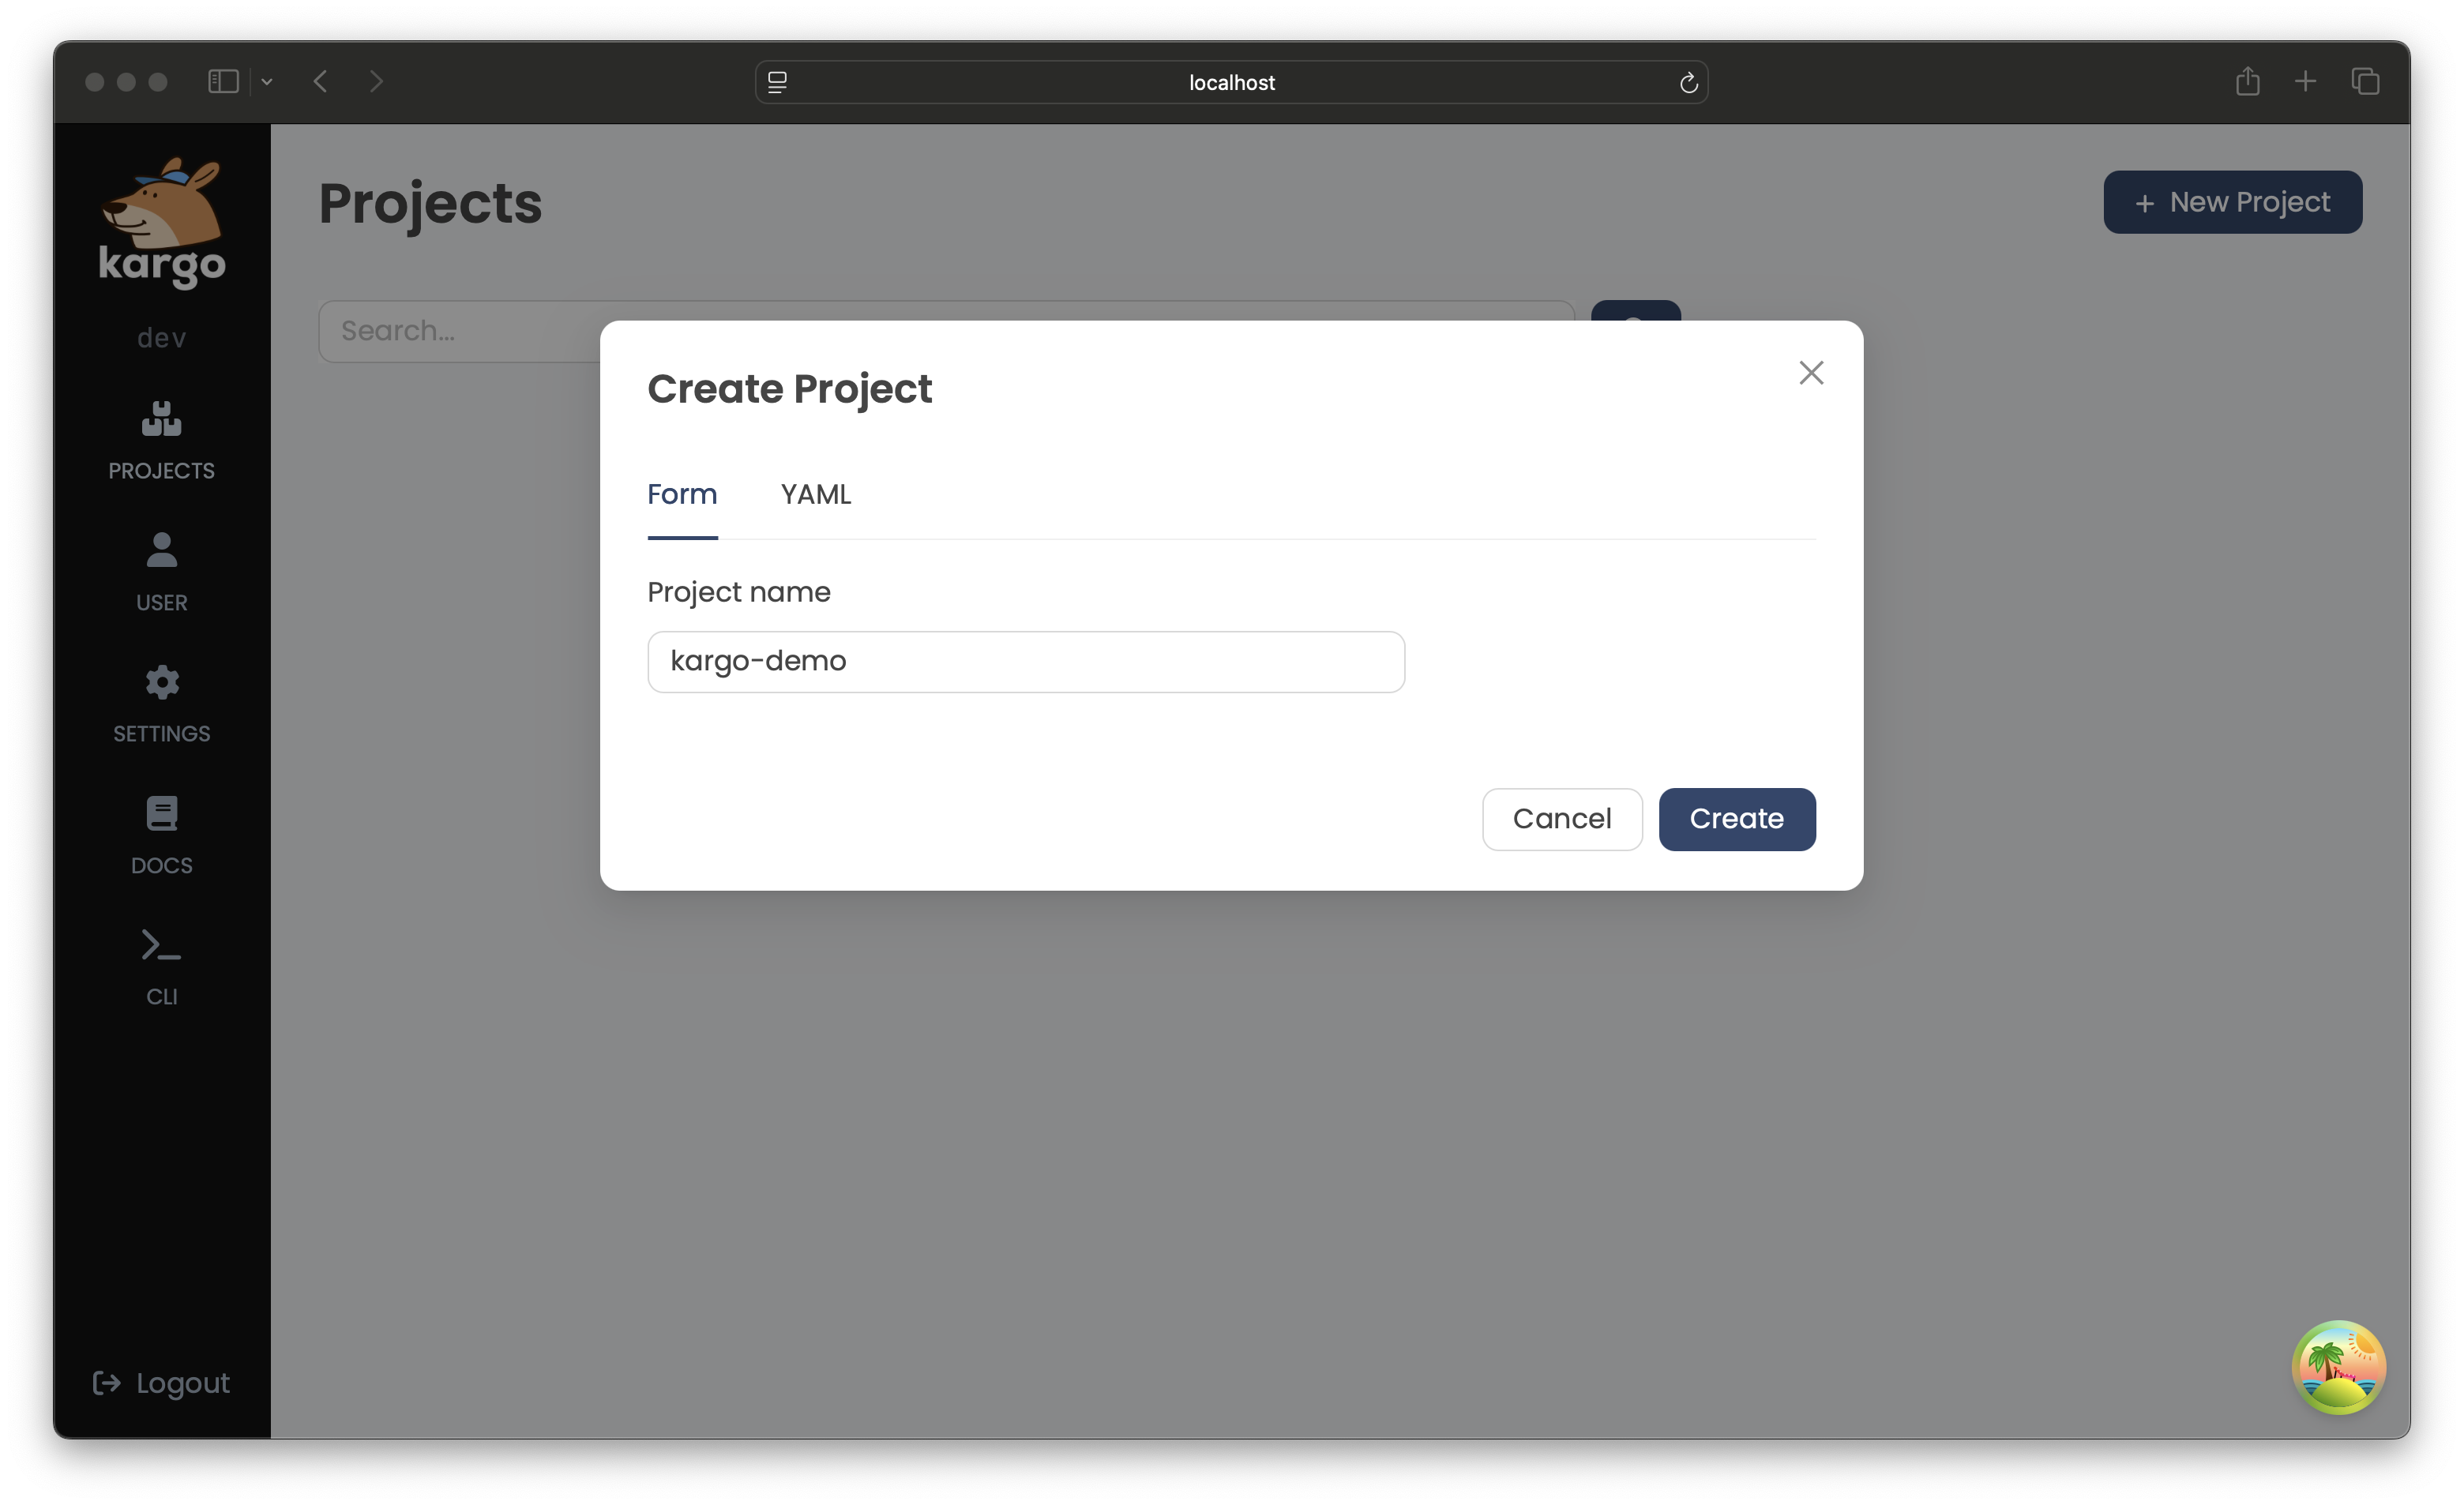 localhost
kargo
dev
PROJECTS
USER
SETTINGS
DOCS
CLI
Logout
Projects
+ New Project
Search...
Create Project
Form
YAML
Project name
kargo-demo
Cancel
Create